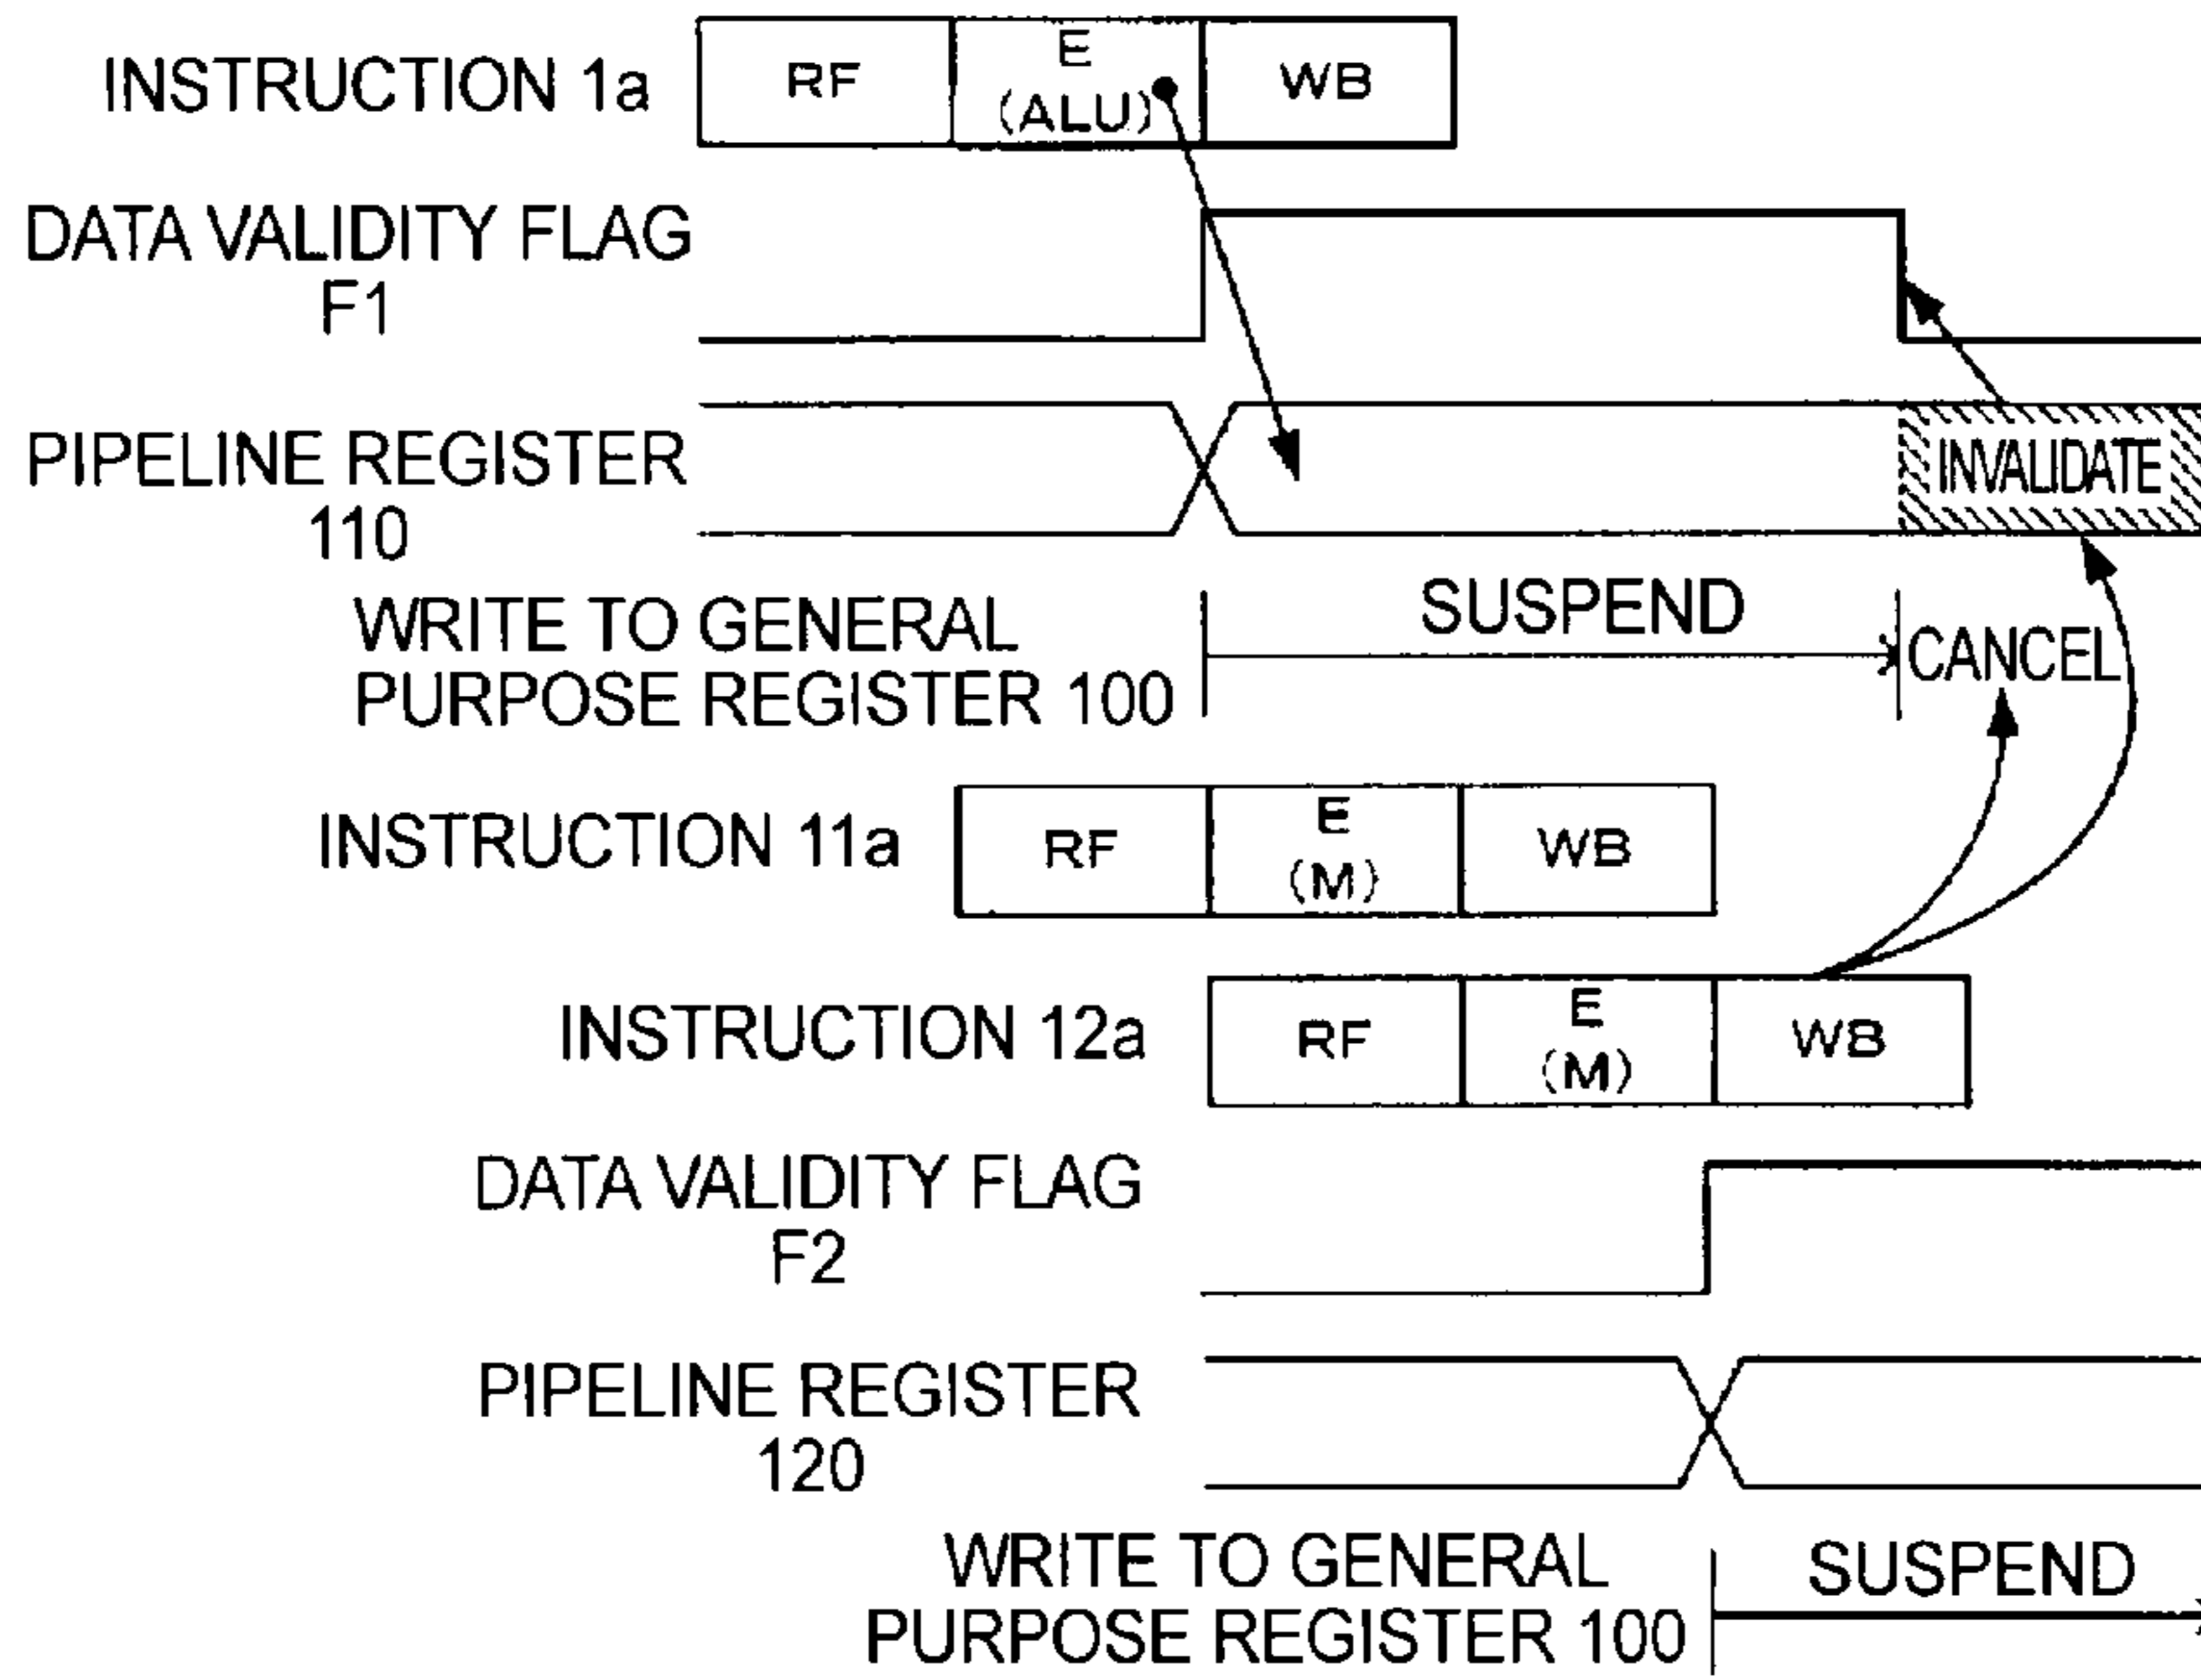 INSTRUCTION 1a
RF
E
(ALU)
WB
DATA VALIDITY FLAG
F1
PIPELINE REGISTER
110
INVALIDATE
WRITE TO GENERAL
PURPOSE REGISTER 100
SUSPEND
CANCEL
INSTRUCTION 11a
RF
E
(M)
WB
INSTRUCTION 12a
RF
E
(M)
WB
DATA VALIDITY FLAG
F2
PIPELINE REGISTER
120
WRITE TO GENERAL
PURPOSE REGISTER 100
SUSPEND